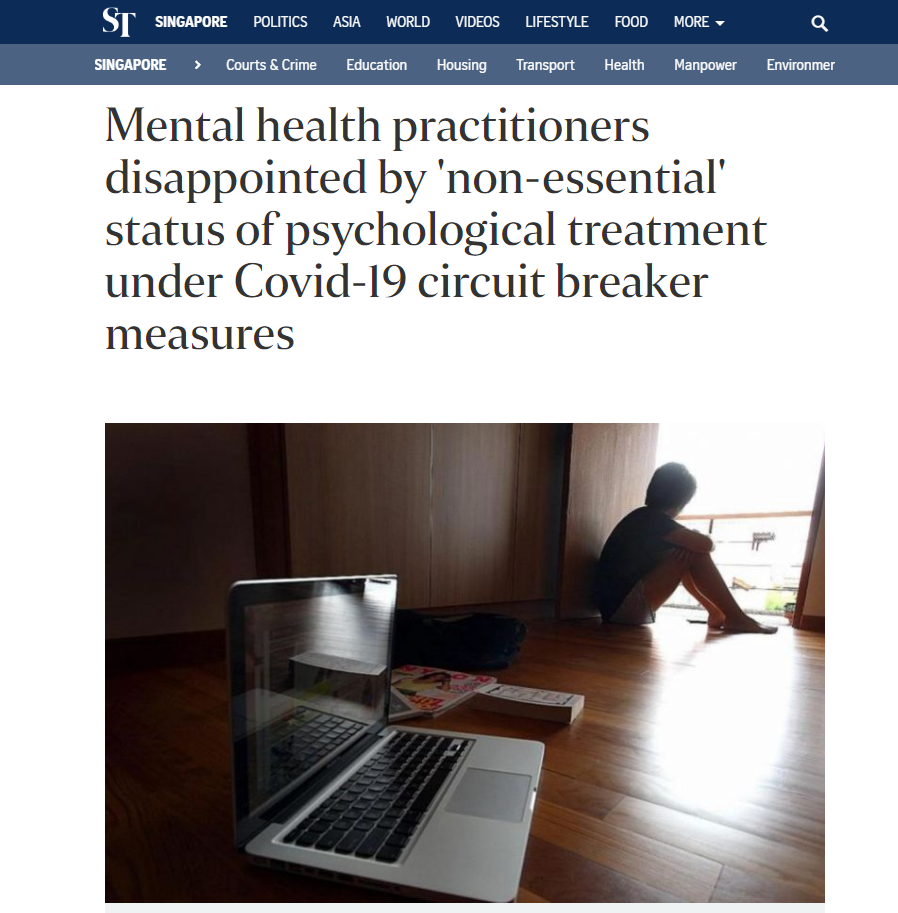 ST SINGAPORE POLITICS ASIA WORLD VIDEOS LIFESTYLE FOOD MORE
SINGAPORE > Courts & Crime Education Housing Transport Health Manpower Environmer
Mental health practitioners
disappointed by 'non-essential'
status of psychological treatment
under Covid-19 circuit breaker
measures